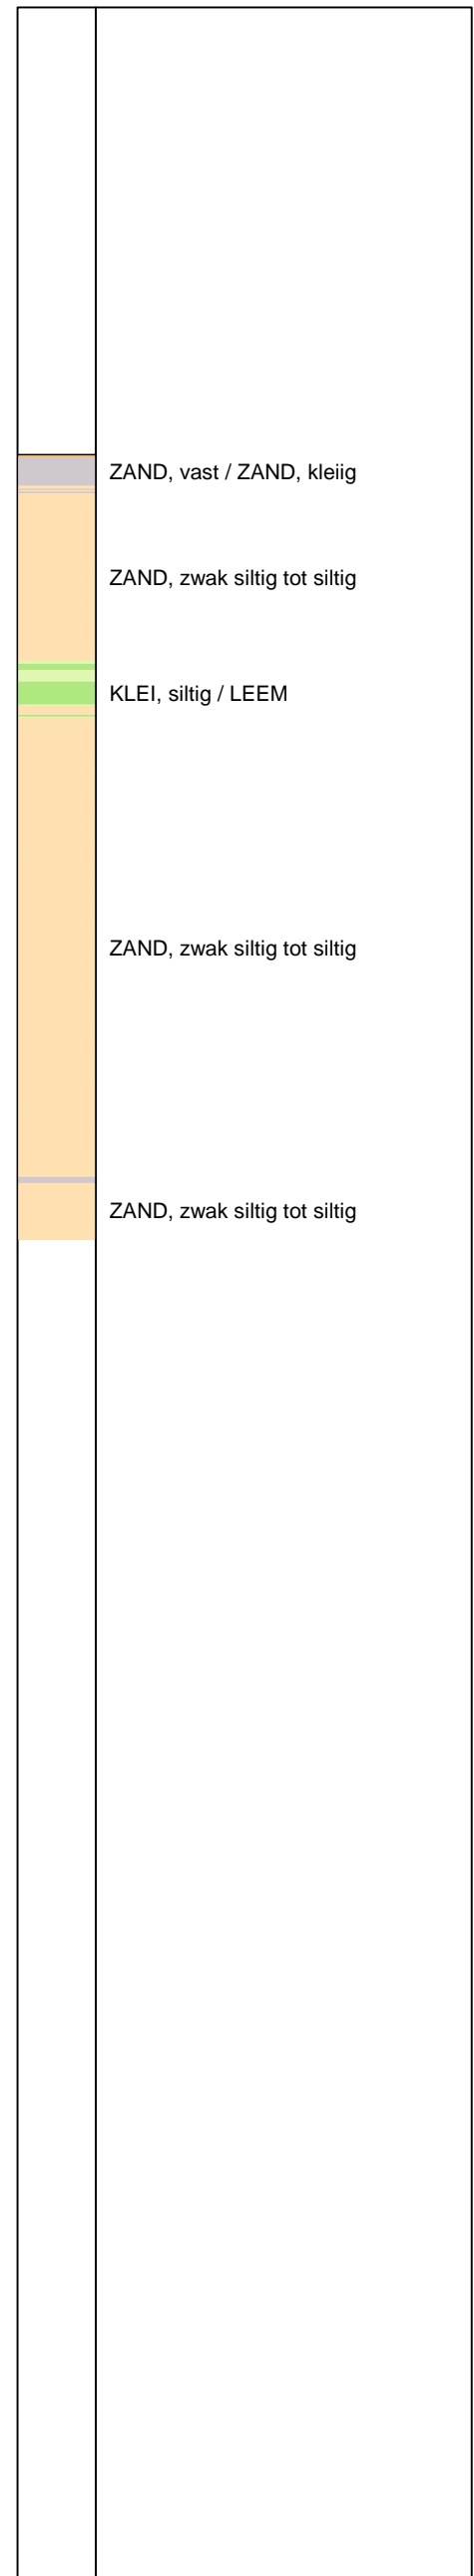 ZAND, vast / ZAND, kleiig
ZAND, zwak siltig tot siltig
KLEI, siltig / LEEM
ZAND, zwak siltig tot siltig
ZAND, zwak siltig tot siltig